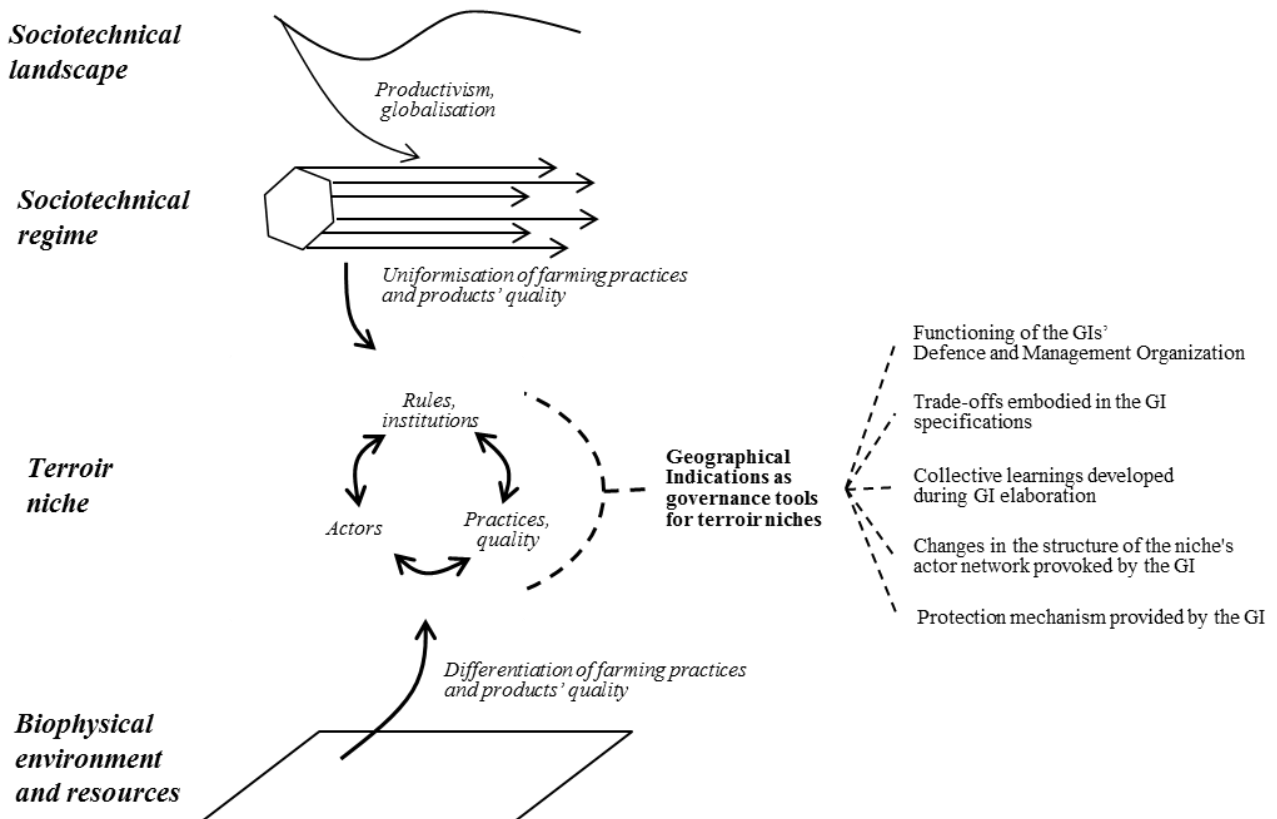 Sociotechnical
landscape
Productivism,
globalisation
Sociotechnical
regime
Uniformisation of farming practices
and products’ quality
Terroir
niche
Rules,
institutions
Actors
Practices,
quality
Geographical
Indications as
governance tools
for terroir niches
Functioning of the GIs’
Defence and Management Organization
Trade-offs embodied in the GI
specifications
Collective learnings developed
during GI elaboration
Changes in the structure of the niche's
actor network provoked by the GI
Protection mechanism provided by the GI
Differentiation of farming practices
and products’ quality
Biophysical
environment
and resources